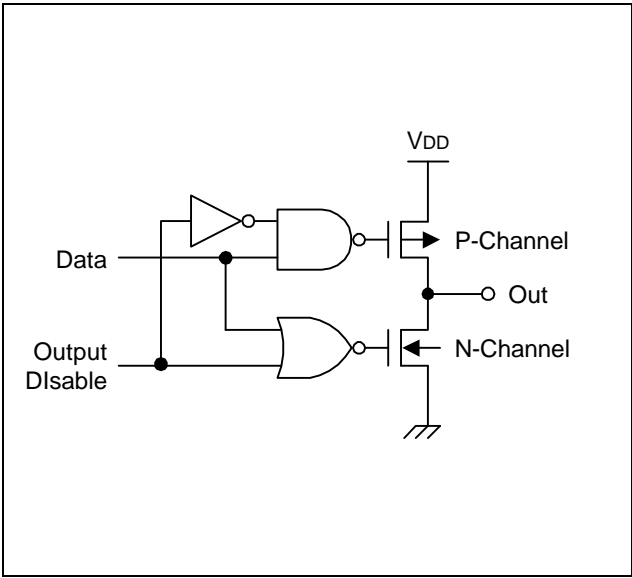 VDD
P-Channel
Data
Out
Output
DIsable
N-Channel